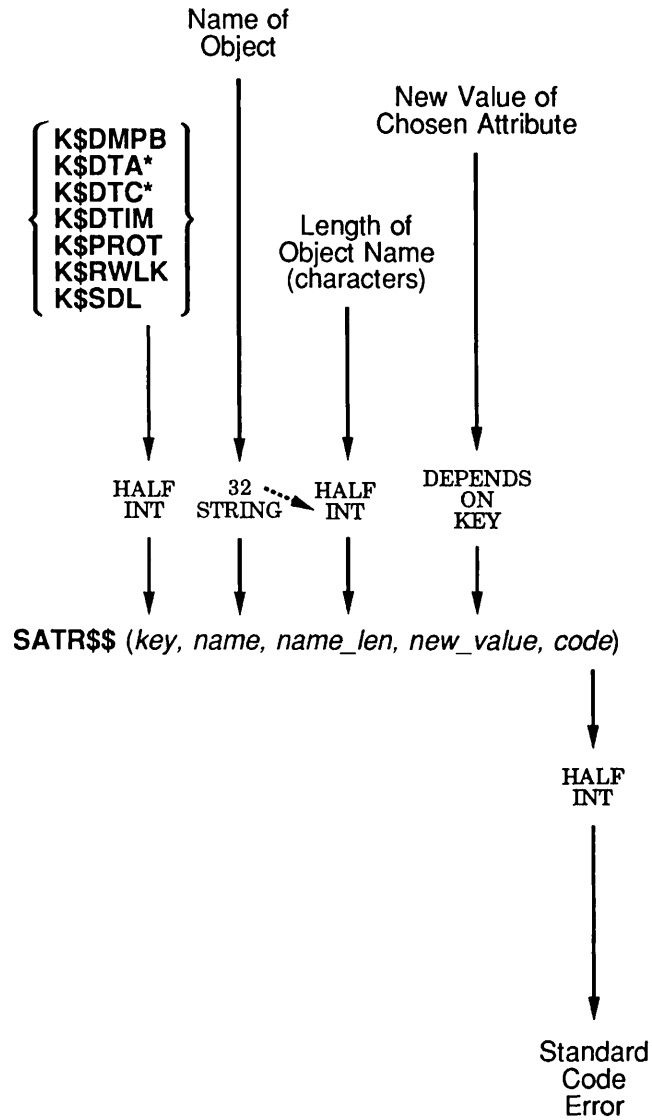 Name of
Object
New Value of
Chosen Attribute
K$DMPB
K$DTA*
K$DTC*
K$DTIM
K$PROT
K$RWLK
K$SDL
Length of
Object Name
(characters)
HALF
INT
32
STRING
HALF
INT
DEPENDS
ON
KEY
SATR$$ (key, name, name_len, new_value, code)
HALF
INT
Standard
Code
Error